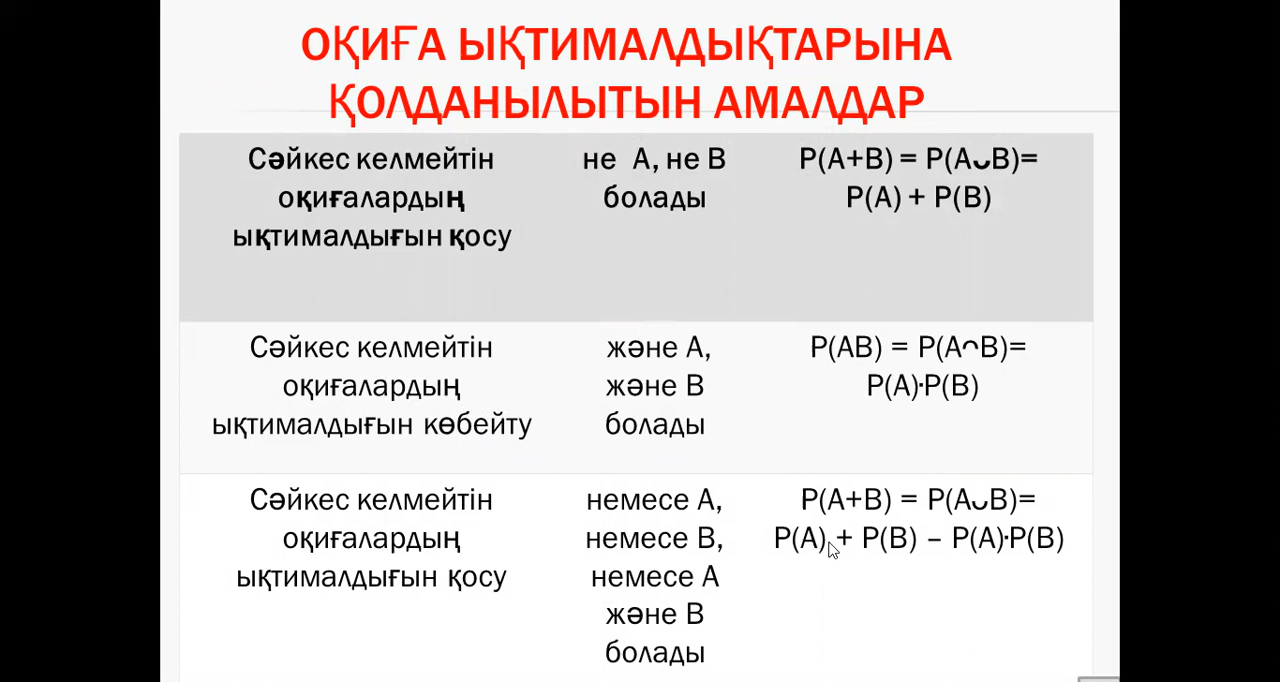 ОҚИҒА ЫҚТИМАЛДЫҚТАРЫНА
ҚОЛДАНЫЛЫТЫН АМАЛДАР
Сәйкес келмейтін
оқиғалардың
ықтималдығын қосу
не А, не В
болады
P(A+B) = P(A◡B)=
P(A) + P(B)
Сәйкес келмейтін
оқиғалардың
ықтималдығын көбейту
және А,
және В
болады
P(AB) = P(A◠B)=
P(A)·P(B)
Сәйкес келмейтін
оқиғалардың
ықтималдығын қосу
немесе А,
немесе В,
немесе А
және В
болады
P(A+B) = P(A◡B)=
P(A) + P(B) – P(A)·P(B)